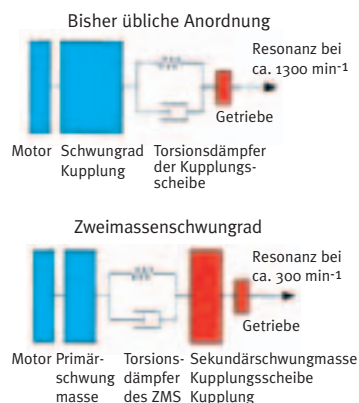 Bisher übliche Anordnung
Resonanz bei
ca. 1300 min-1
Getriebe
Motor Schwungrad Torsionsdämpfer
Kupplung der Kupplungs-
scheibe
Zweimassenschwungrad
Resonanz bei
ca. 300 min-1
Getriebe
Motor Primär- Torsions- Sekundärschwungmasse
schwung dämpfer Kupplungsscheibe
masse des ZMS Kupplung